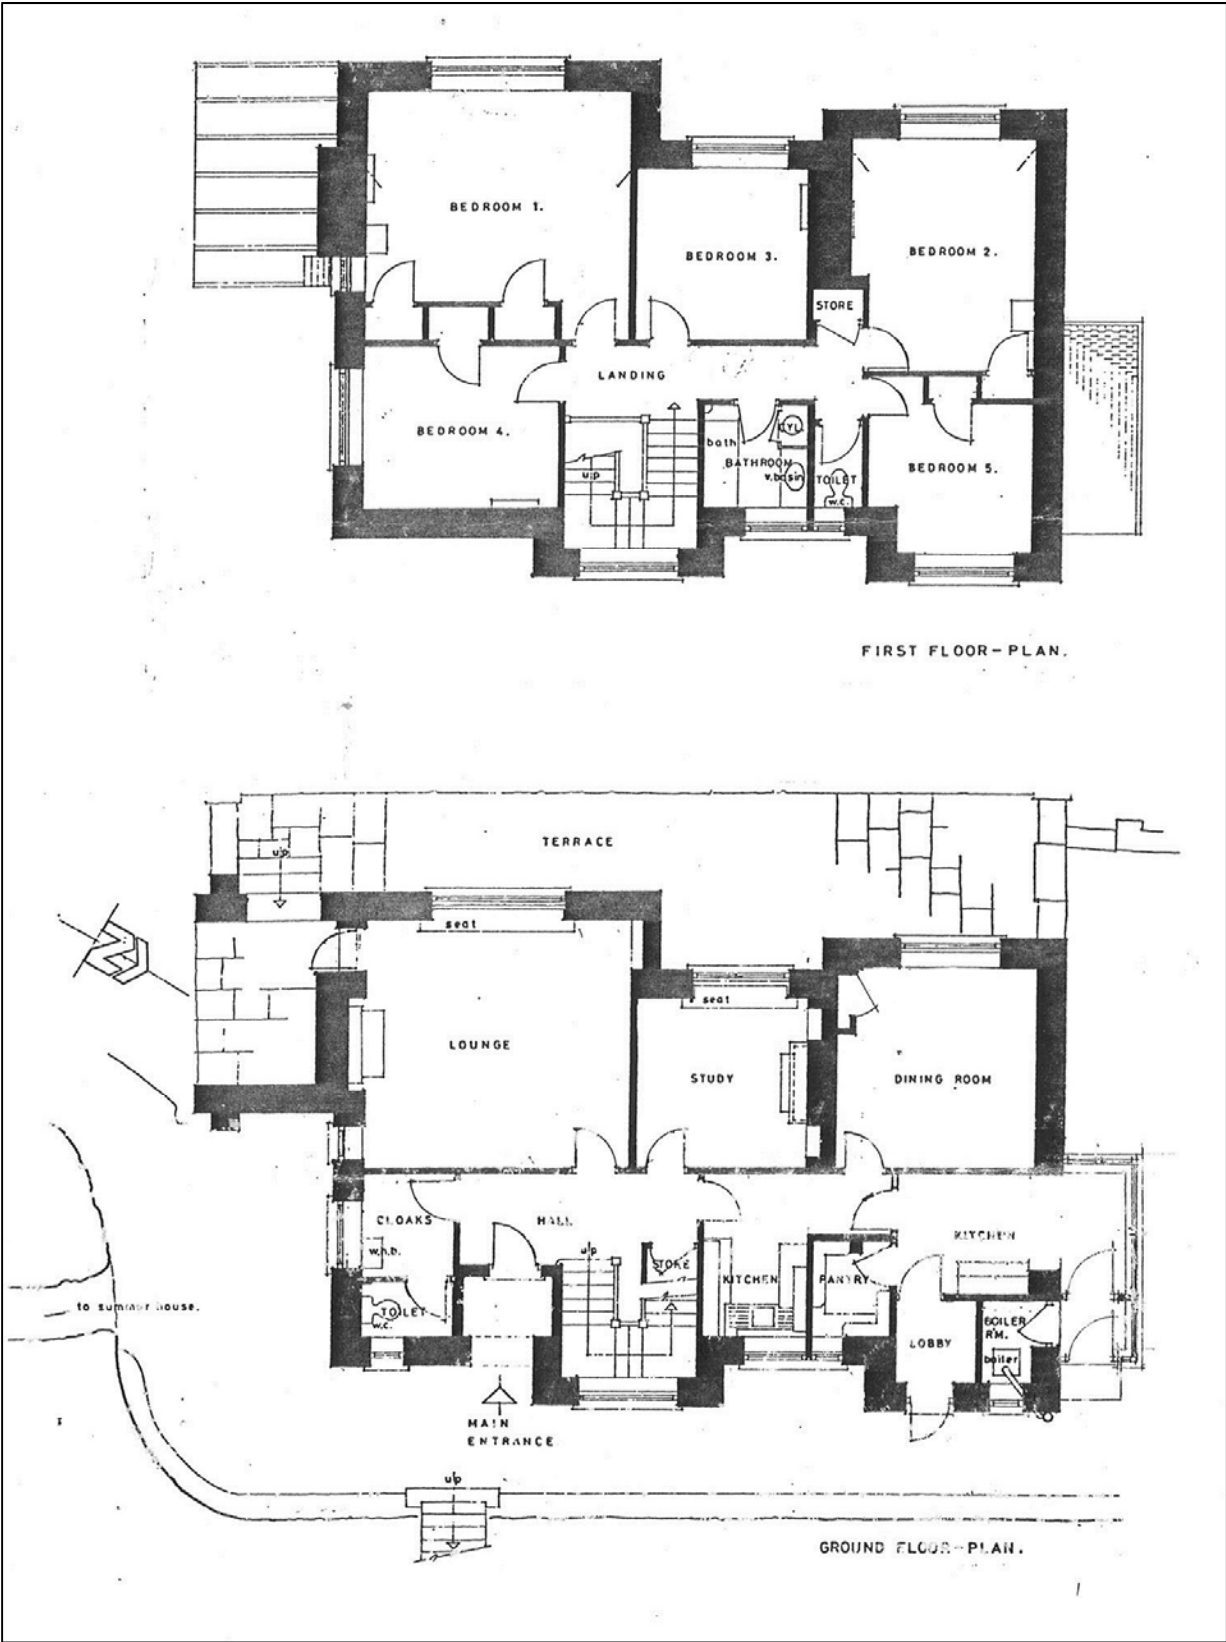 BEDROOM 1.
BEDROOM 3.
BEDROOM 2.
STORE
LANDING
BEDROOM 4.
bath
CYL.
BATHROOM
up
v.basin
TOILET
w.c.
BEDROOM 5.
FIRST FLOOR-PLAN.
TERRACE
up
seat
seat
LOUNGE
STUDY
DINING ROOM
CLOAKS
HALL
KITCHEN
w.h.b.
up
STORE
KITCHEN
PANTRY
to summer house.
TOILET
w.c.
LOBBY
BOILER
RM.
boiler
MAIN
ENTRANCE
up
GROUND FLOOR-PLAN.